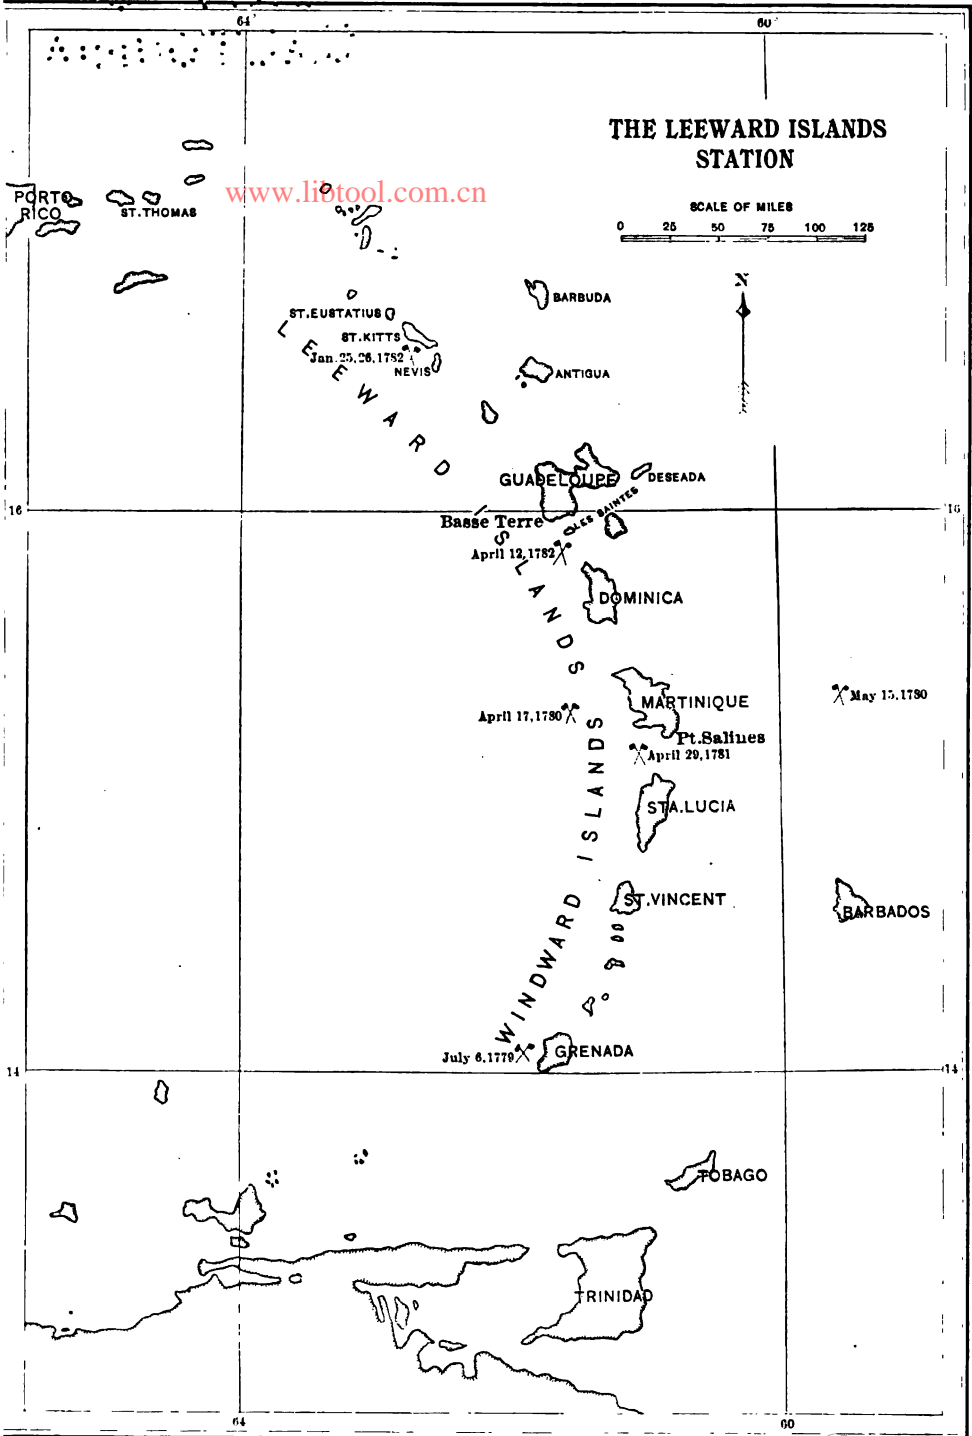 64
60
THE LEEWARD ISLANDS
STATION
www.libtool.com.cn
PORTO
RICO
ST.THOMAS
SCALE OF MILES
0 25 50 75 100 125
N
BARBUDA
ST.EUSTATIUS
ST.KITTS
Jan. 25, 26, 1782
NEVIS
ANTIGUA
LEEWARD
ISLANDS
GUADELOUPE
DESEADA
16
16
LES SAINTES
Basse Terre
April 12, 1782
DOMINICA
MARTINIQUE
May 15, 1780
April 17, 1780
Pt.Salines
April 29, 1781
STA.LUCIA
WINDWARD ISLANDS
ST.VINCENT
BARBADOS
July 6, 1779
GRENADA
14
14
TOBAGO
TRINIDAD
64
60